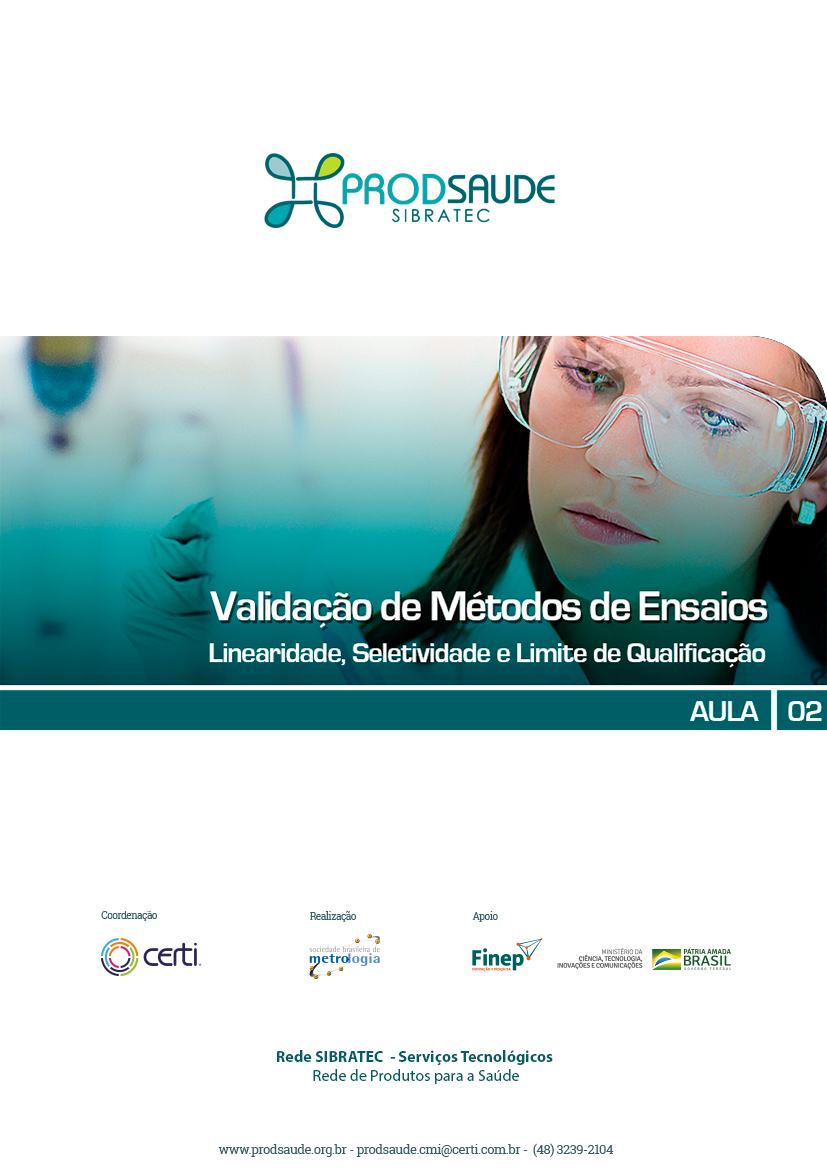 PRODSAUDE
SIBRATEC
Validação de Métodos de Ensaios
Linearidade, Seletividade e Limite de Qualificação
AULA 02
Coordenação
Realização
Apoio
certi
sociedade brasileira de
metrologia
Finep
INOVAÇÃO E PESQUISA
MINISTÉRIO DA
CIÊNCIA, TECNOLOGIA,
INOVAÇÕES E COMUNICAÇÕES
PÁTRIA AMADA
BRASIL
GOVERNO FEDERAL
Rede SIBRATEC - Serviços Tecnológicos
Rede de Produtos para a Saúde
www.prodsaude.org.br - prodsaude.cmi@certi.com.br - (48) 3239-2104